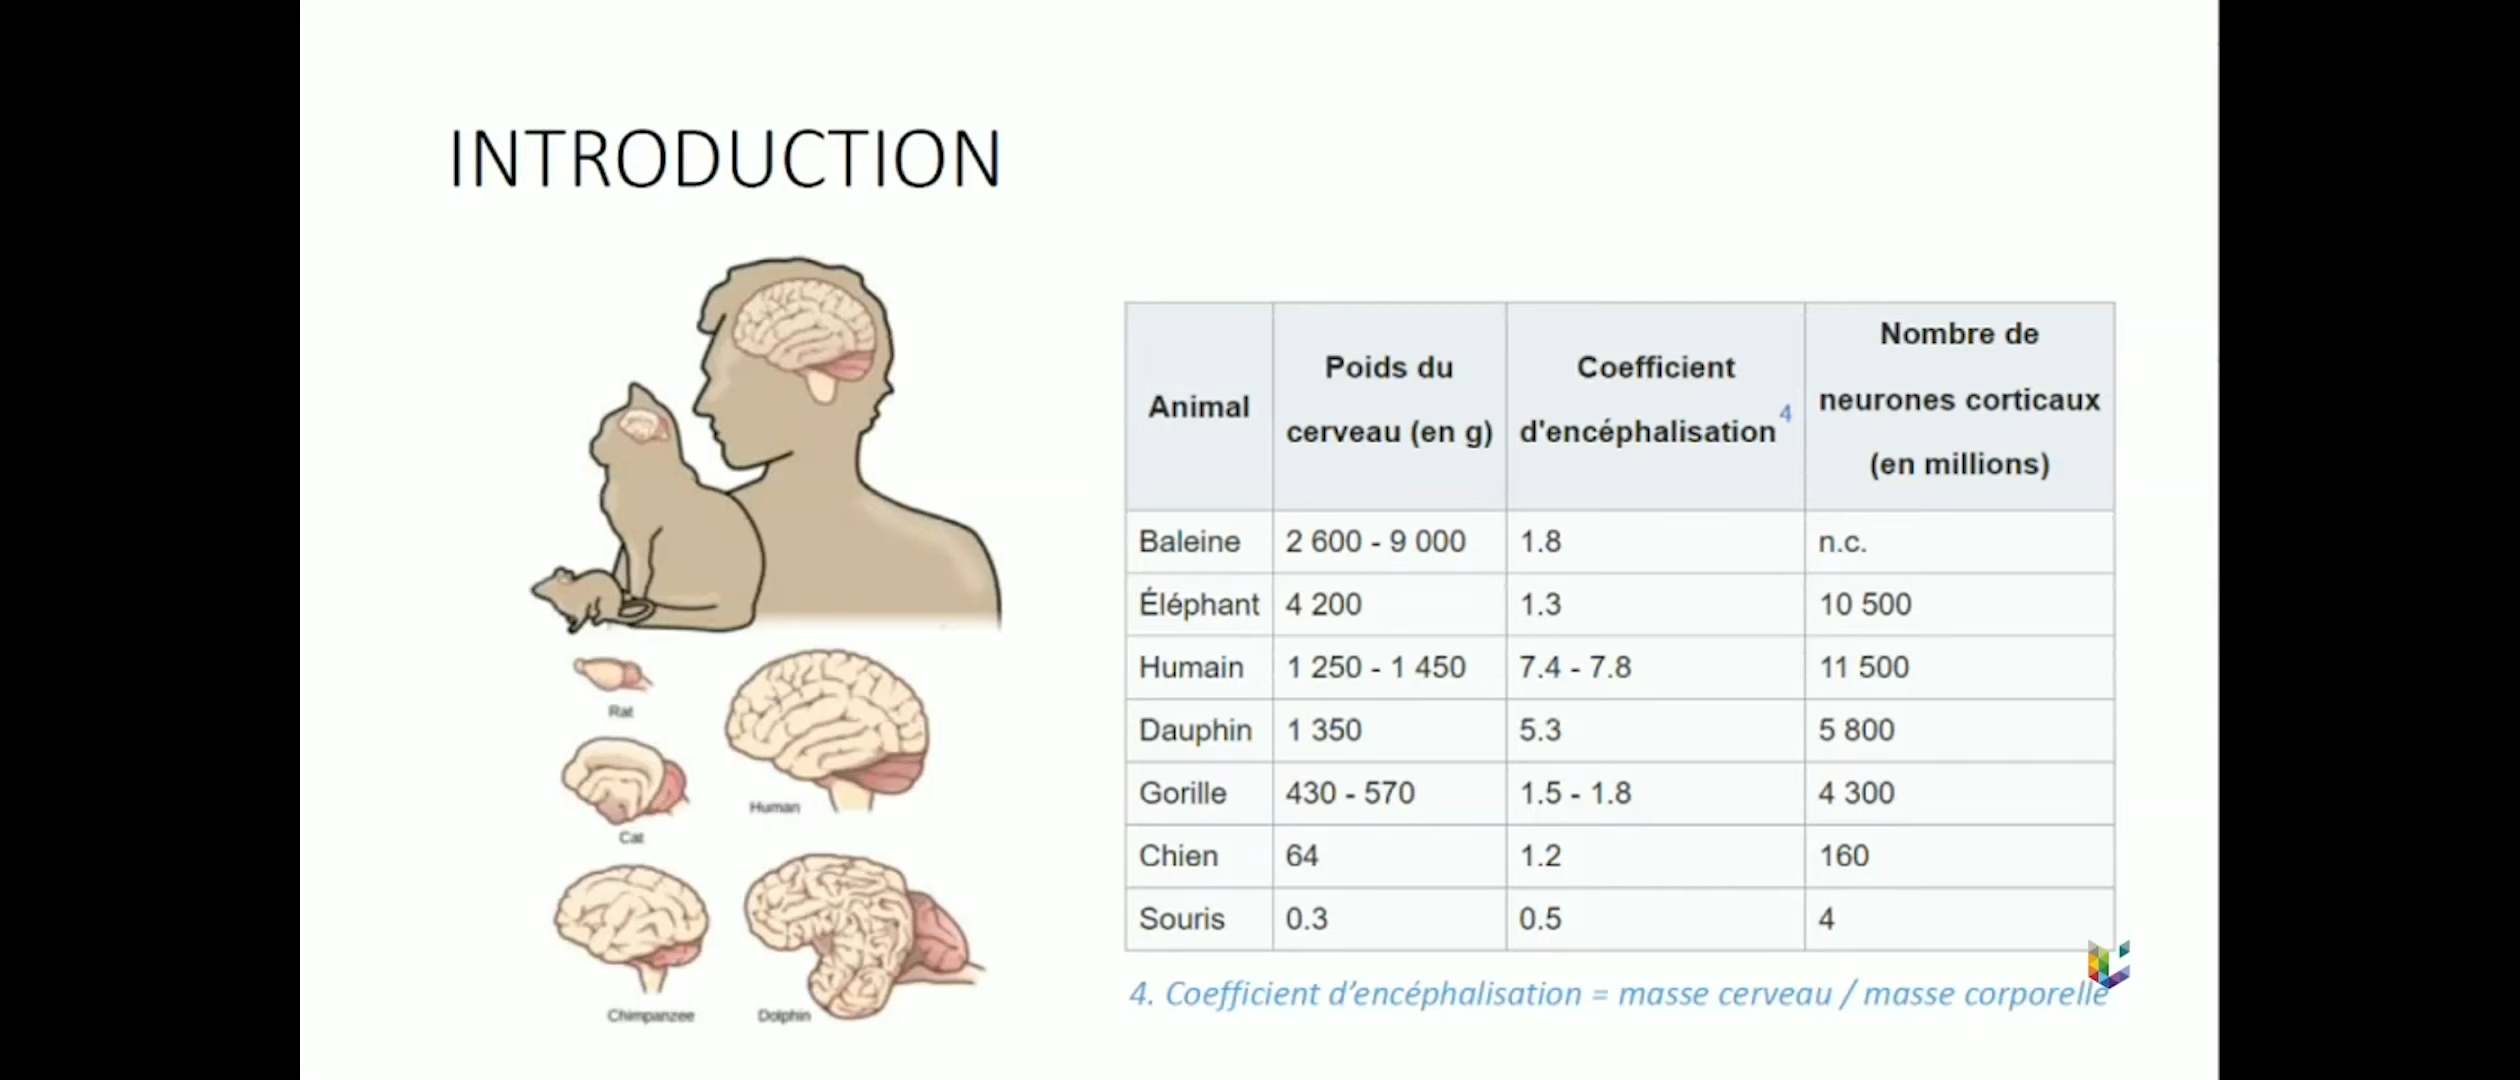 INTRODUCTION
Rat
Human
Cat
Chimpanzee
Dolphin
Animal
Poids du
cerveau (en g)
Coefficient
d'encéphalisation 4
Nombre de
neurones corticaux
(en millions)
Baleine 2 600 - 9 000 1.8 n.c.
Éléphant 4 200 1.3 10 500
Humain 1 250 - 1 450 7.4 - 7.8 11 500
Dauphin 1 350 5.3 5 800
Gorille 430 - 570 1.5 - 1.8 4 300
Chien 64 1.2 160
Souris 0.3 0.5 4
4. Coefficient d’encéphalisation = masse cerveau / masse corporelle